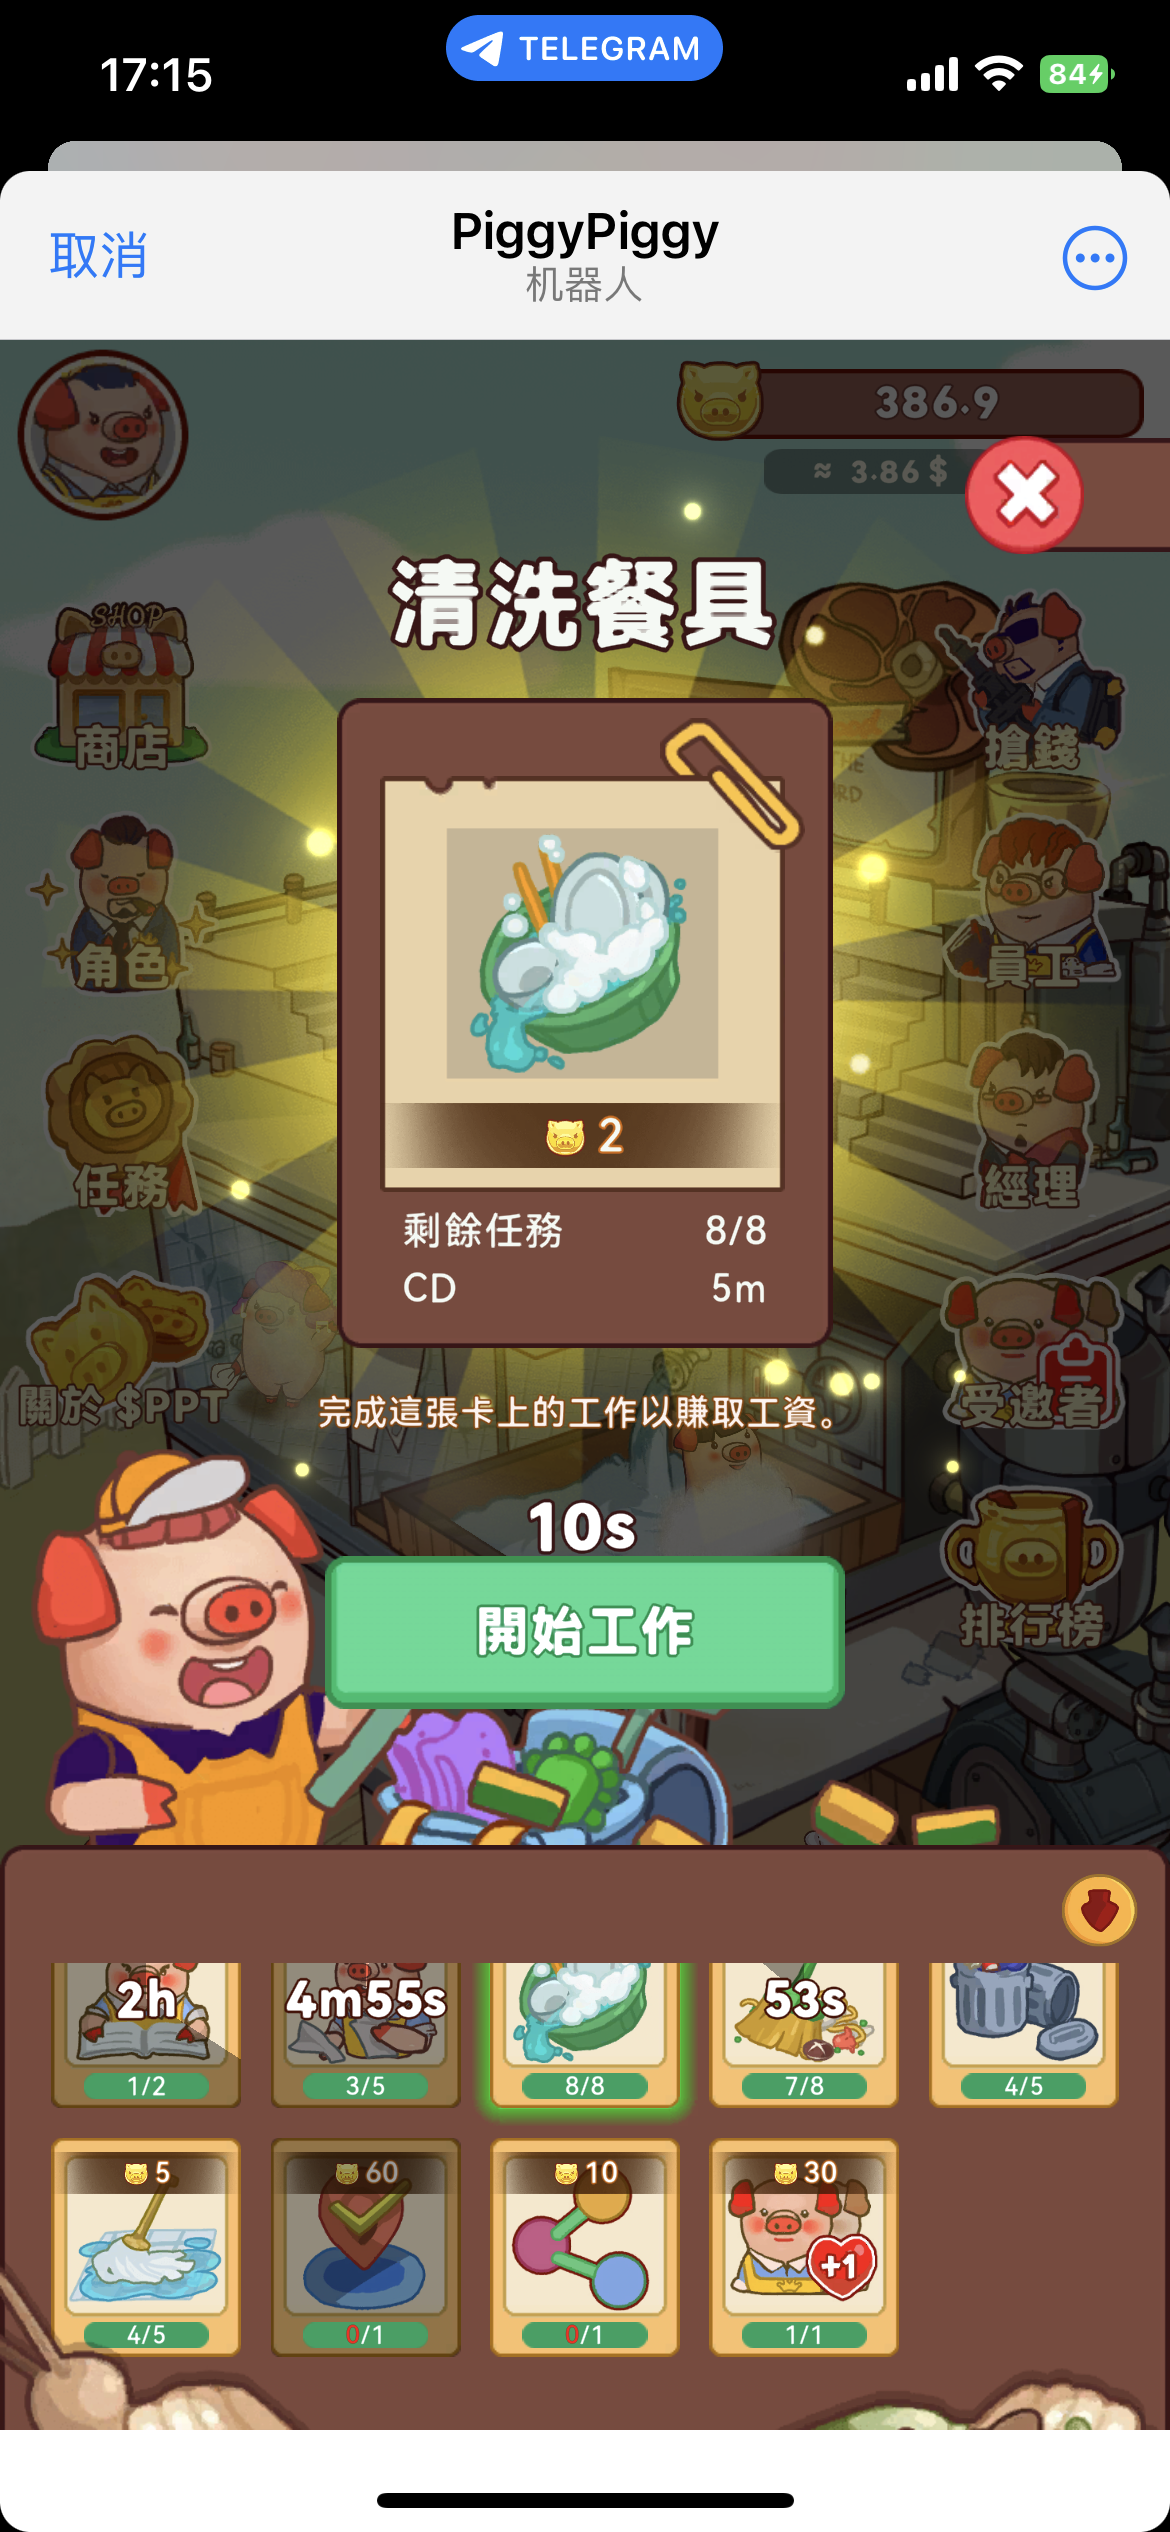 17:15
TELEGRAM
84
取消
PiggyPiggy
机器人
386.9
≈ 3.86 $
清洗餐具
SHOP
商店
搶錢
角色
員工
2
任務
經理
剩餘任務 8/8
CD 5m
關於 $PPT
受邀者
完成這張卡上的工作以賺取工資。
10s
開始工作
排行榜
2h
4m55s
53s
1/2
3/5
8/8
7/8
4/5
5
60
10
30
+1
4/5
0/1
0/1
1/1